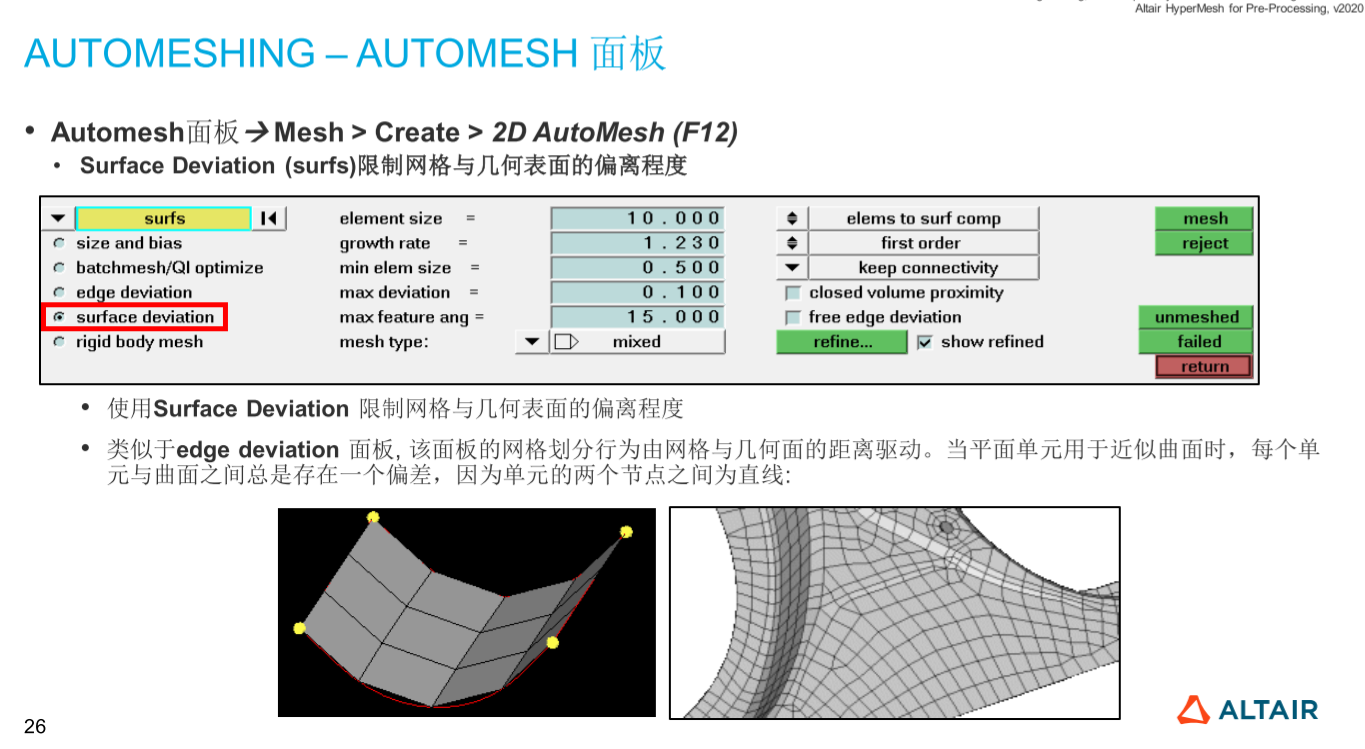 Altair HyperMesh for Pre-Processing, v2020
AUTOMESHING – AUTOMESH 面板
• Automesh面板→ Mesh > Create > 2D AutoMesh (F12)
• Surface Deviation (surfs)限制网格与几何表面的偏离程度
surfs element size = 10.000 elems to surf comp mesh
size and bias growth rate = 1.230 first order reject
batchmesh/QI optimize min elem size = 0.500 keep connectivity
edge deviation max deviation = 0.100 closed volume proximity
surface deviation max feature ang = 15.000 free edge deviation unmeshed
rigid body mesh mesh type: mixed refine... show refined failed
return
• 使用Surface Deviation 限制网格与几何表面的偏离程度
• 类似于edge deviation 面板, 该面板的网格划分行为由网格与几何面的距离驱动。当平面单元用于近似曲面时，每个单
元与曲面之间总是存在一个偏差，因为单元的两个节点之间为直线:
ALTAIR
26